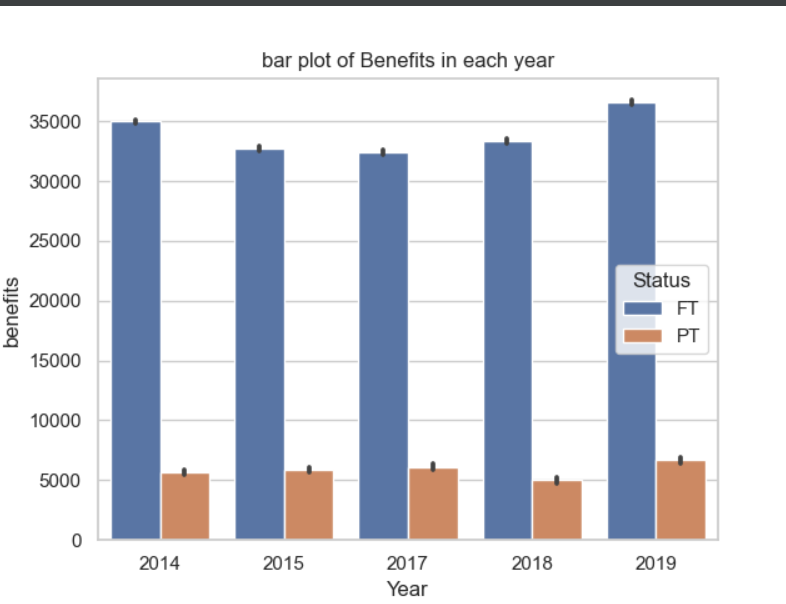 bar plot of Benefits in each year
benefits
35000
30000
25000
20000
15000
10000
5000
0
Status
FT
PT
2014 2015 2017 2018 2019
Year